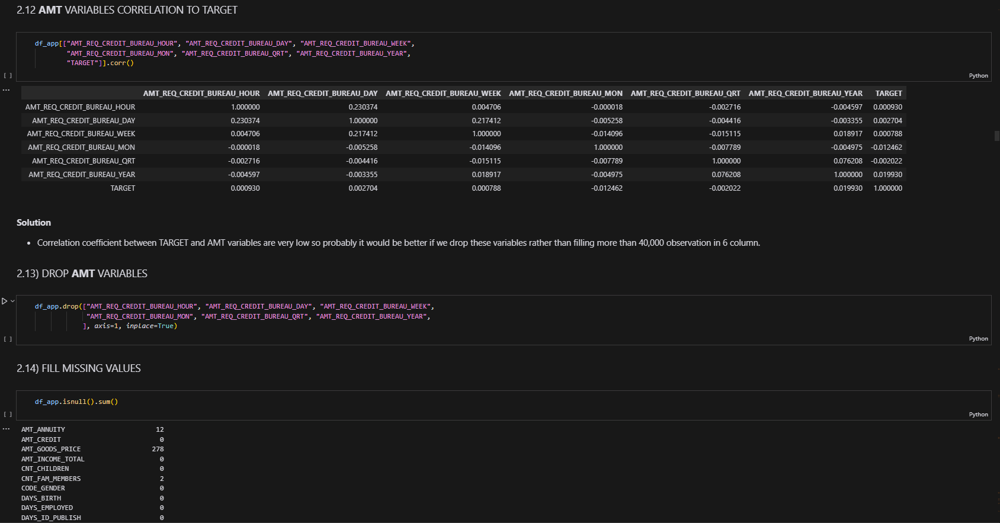 2.12 AMT VARIABLES CORRELATION TO TARGET
df_app[["AMT_REQ_CREDIT_BUREAU_HOUR", "AMT_REQ_CREDIT_BUREAU_DAY", "AMT_REQ_CREDIT_BUREAU_WEEK",
"AMT_REQ_CREDIT_BUREAU_MON", "AMT_REQ_CREDIT_BUREAU_QRT", "AMT_REQ_CREDIT_BUREAU_YEAR",
"TARGET"]].corr()
[ ]
Python
...
AMT_REQ_CREDIT_BUREAU_HOUR AMT_REQ_CREDIT_BUREAU_DAY AMT_REQ_CREDIT_BUREAU_WEEK AMT_REQ_CREDIT_BUREAU_MON AMT_REQ_CREDIT_BUREAU_QRT AMT_REQ_CREDIT_BUREAU_YEAR TARGET
AMT_REQ_CREDIT_BUREAU_HOUR 1.000000 0.230374 0.004706 -0.000018 -0.002716 -0.004597 0.000930
AMT_REQ_CREDIT_BUREAU_DAY 0.230374 1.000000 0.217412 -0.005258 -0.004416 -0.003355 0.002704
AMT_REQ_CREDIT_BUREAU_WEEK 0.004706 0.217412 1.000000 -0.014096 -0.015115 0.018917 0.000788
AMT_REQ_CREDIT_BUREAU_MON -0.000018 -0.005258 -0.014096 1.000000 -0.007789 -0.004975 -0.012462
AMT_REQ_CREDIT_BUREAU_QRT -0.002716 -0.004416 -0.015115 -0.007789 1.000000 0.076208 -0.002022
AMT_REQ_CREDIT_BUREAU_YEAR -0.004597 -0.003355 0.018917 -0.004975 0.076208 1.000000 0.019930
TARGET 0.000930 0.002704 0.000788 -0.012462 -0.002022 0.019930 1.000000
Solution
• Correlation coefficient between TARGET and AMT variables are very low so probably it would be better if we drop these variables rather than filling more than 40,000 observation in 6 column.
2.13) DROP AMT VARIABLES
df_app.drop(["AMT_REQ_CREDIT_BUREAU_HOUR", "AMT_REQ_CREDIT_BUREAU_DAY", "AMT_REQ_CREDIT_BUREAU_WEEK",
"AMT_REQ_CREDIT_BUREAU_MON", "AMT_REQ_CREDIT_BUREAU_QRT", "AMT_REQ_CREDIT_BUREAU_YEAR",
], axis=1, inplace=True)
[ ]
Python
2.14) FILL MISSING VALUES
df_app.isnull().sum()
[ ]
Python
...
AMT_ANNUITY 12
AMT_CREDIT 0
AMT_GOODS_PRICE 278
AMT_INCOME_TOTAL 0
CNT_CHILDREN 0
CNT_FAM_MEMBERS 2
CODE_GENDER 0
DAYS_BIRTH 0
DAYS_EMPLOYED 0
DAYS_ID_PUBLISH 0